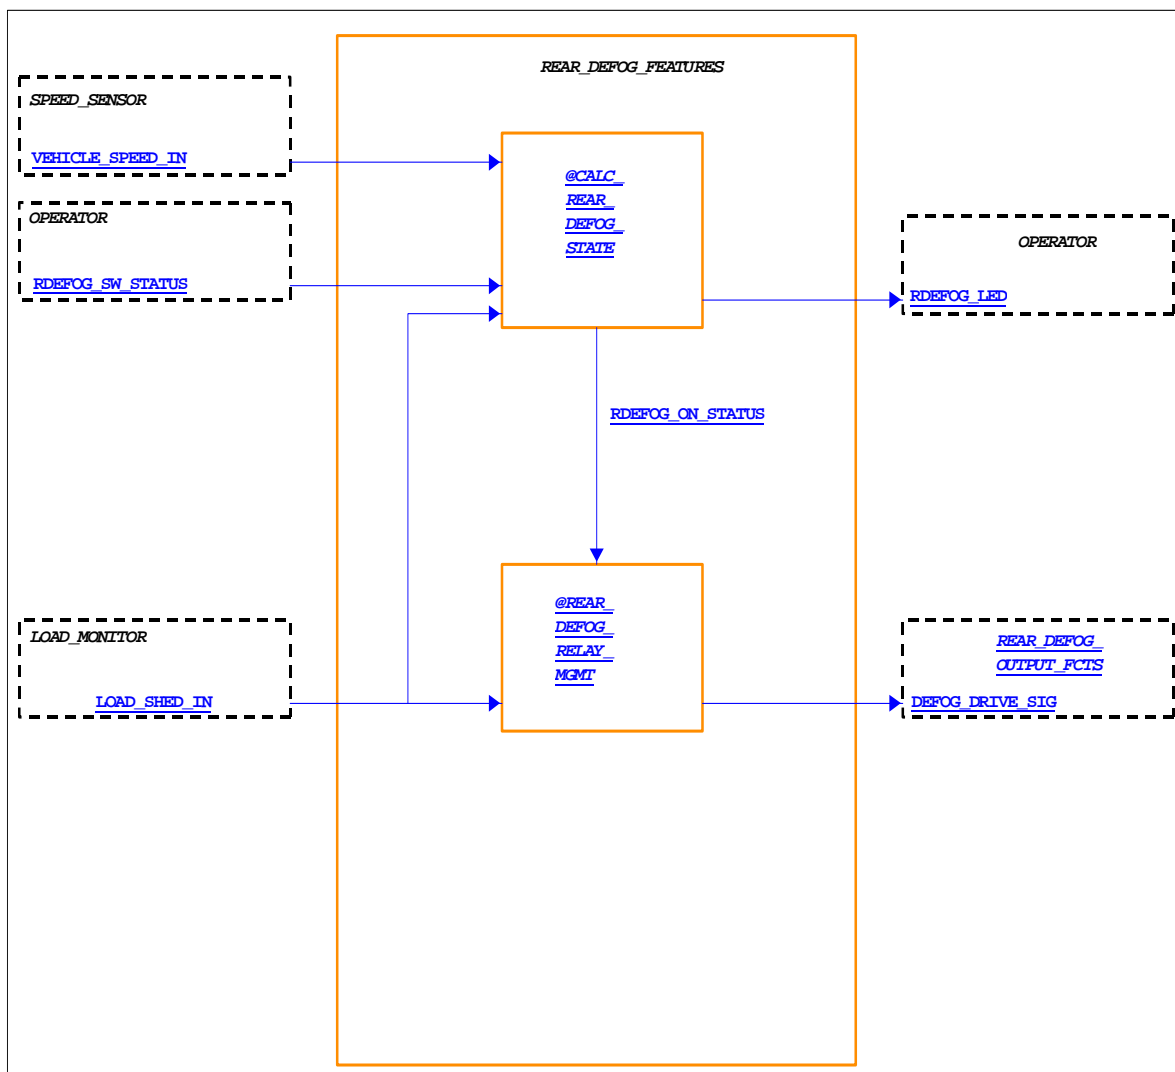 REAR_DEFOG_FEATURES
SPEED_SENSOR
VEHICLE_SPEED_IN
@CALC_
REAR_
DEFOG_
STATE
OPERATOR
RDEFOG_SW_STATUS
OPERATOR
RDEFOG_LED
RDEFOG_ON_STATUS
@REAR_
DEFOG_
RELAY_
MGMT
LOAD_MONITOR
LOAD_SHED_IN
REAR_DEFOG_
OUTPUT_FCTS
DEFOG_DRIVE_SIG